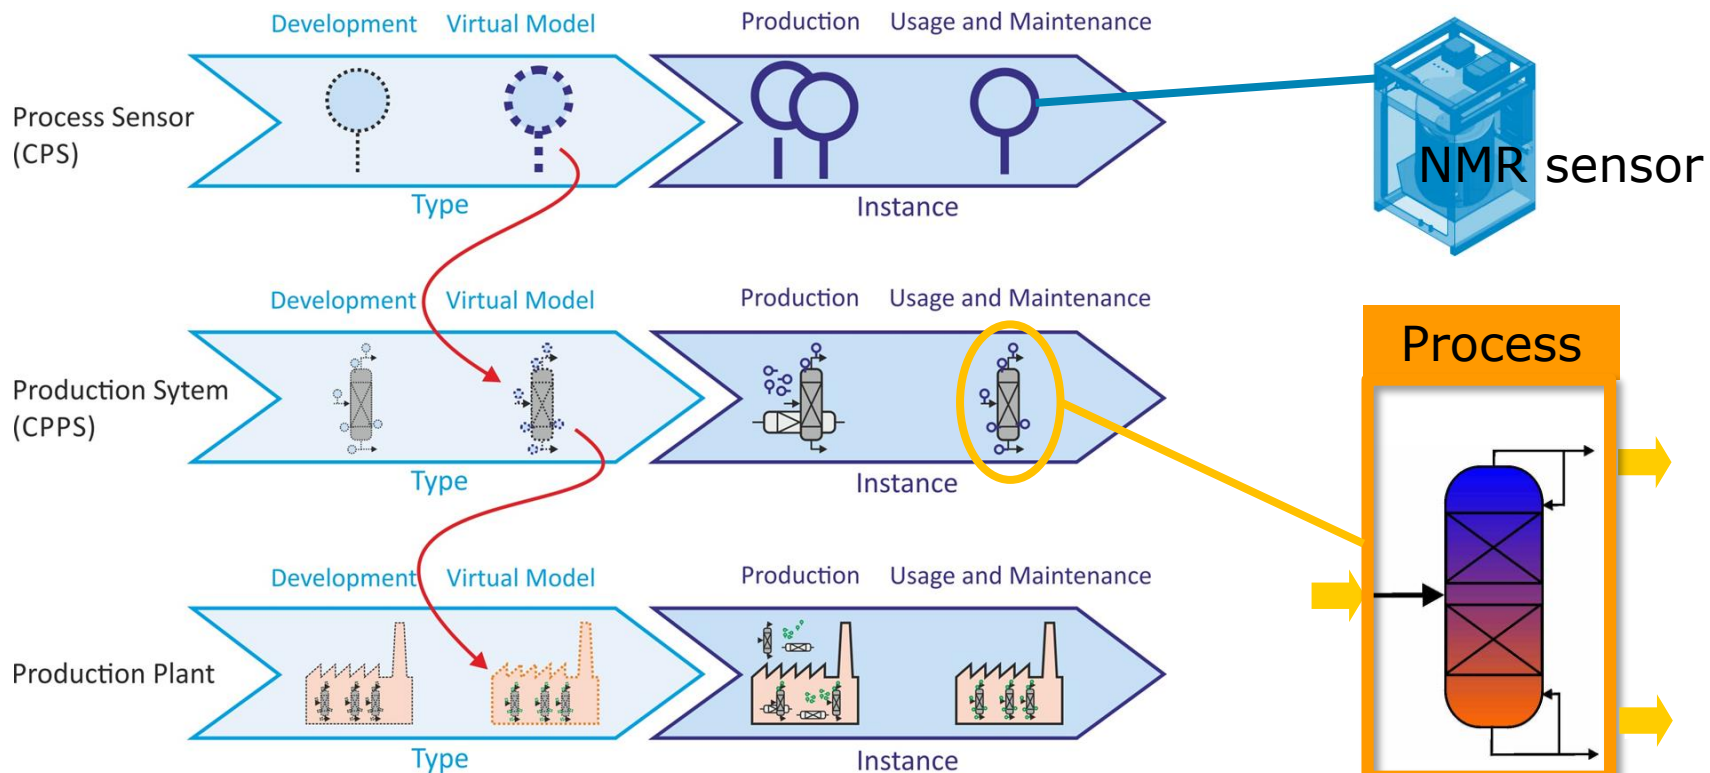 Development Virtual Model Production Usage and Maintenance
Process Sensor
(CPS)
NMR sensor
Type Instance
Development Virtual Model Production Usage and Maintenance
Process
Production Sytem
(CPPS)
Type Instance
Development Virtual Model Production Usage and Maintenance
Production Plant
Type Instance